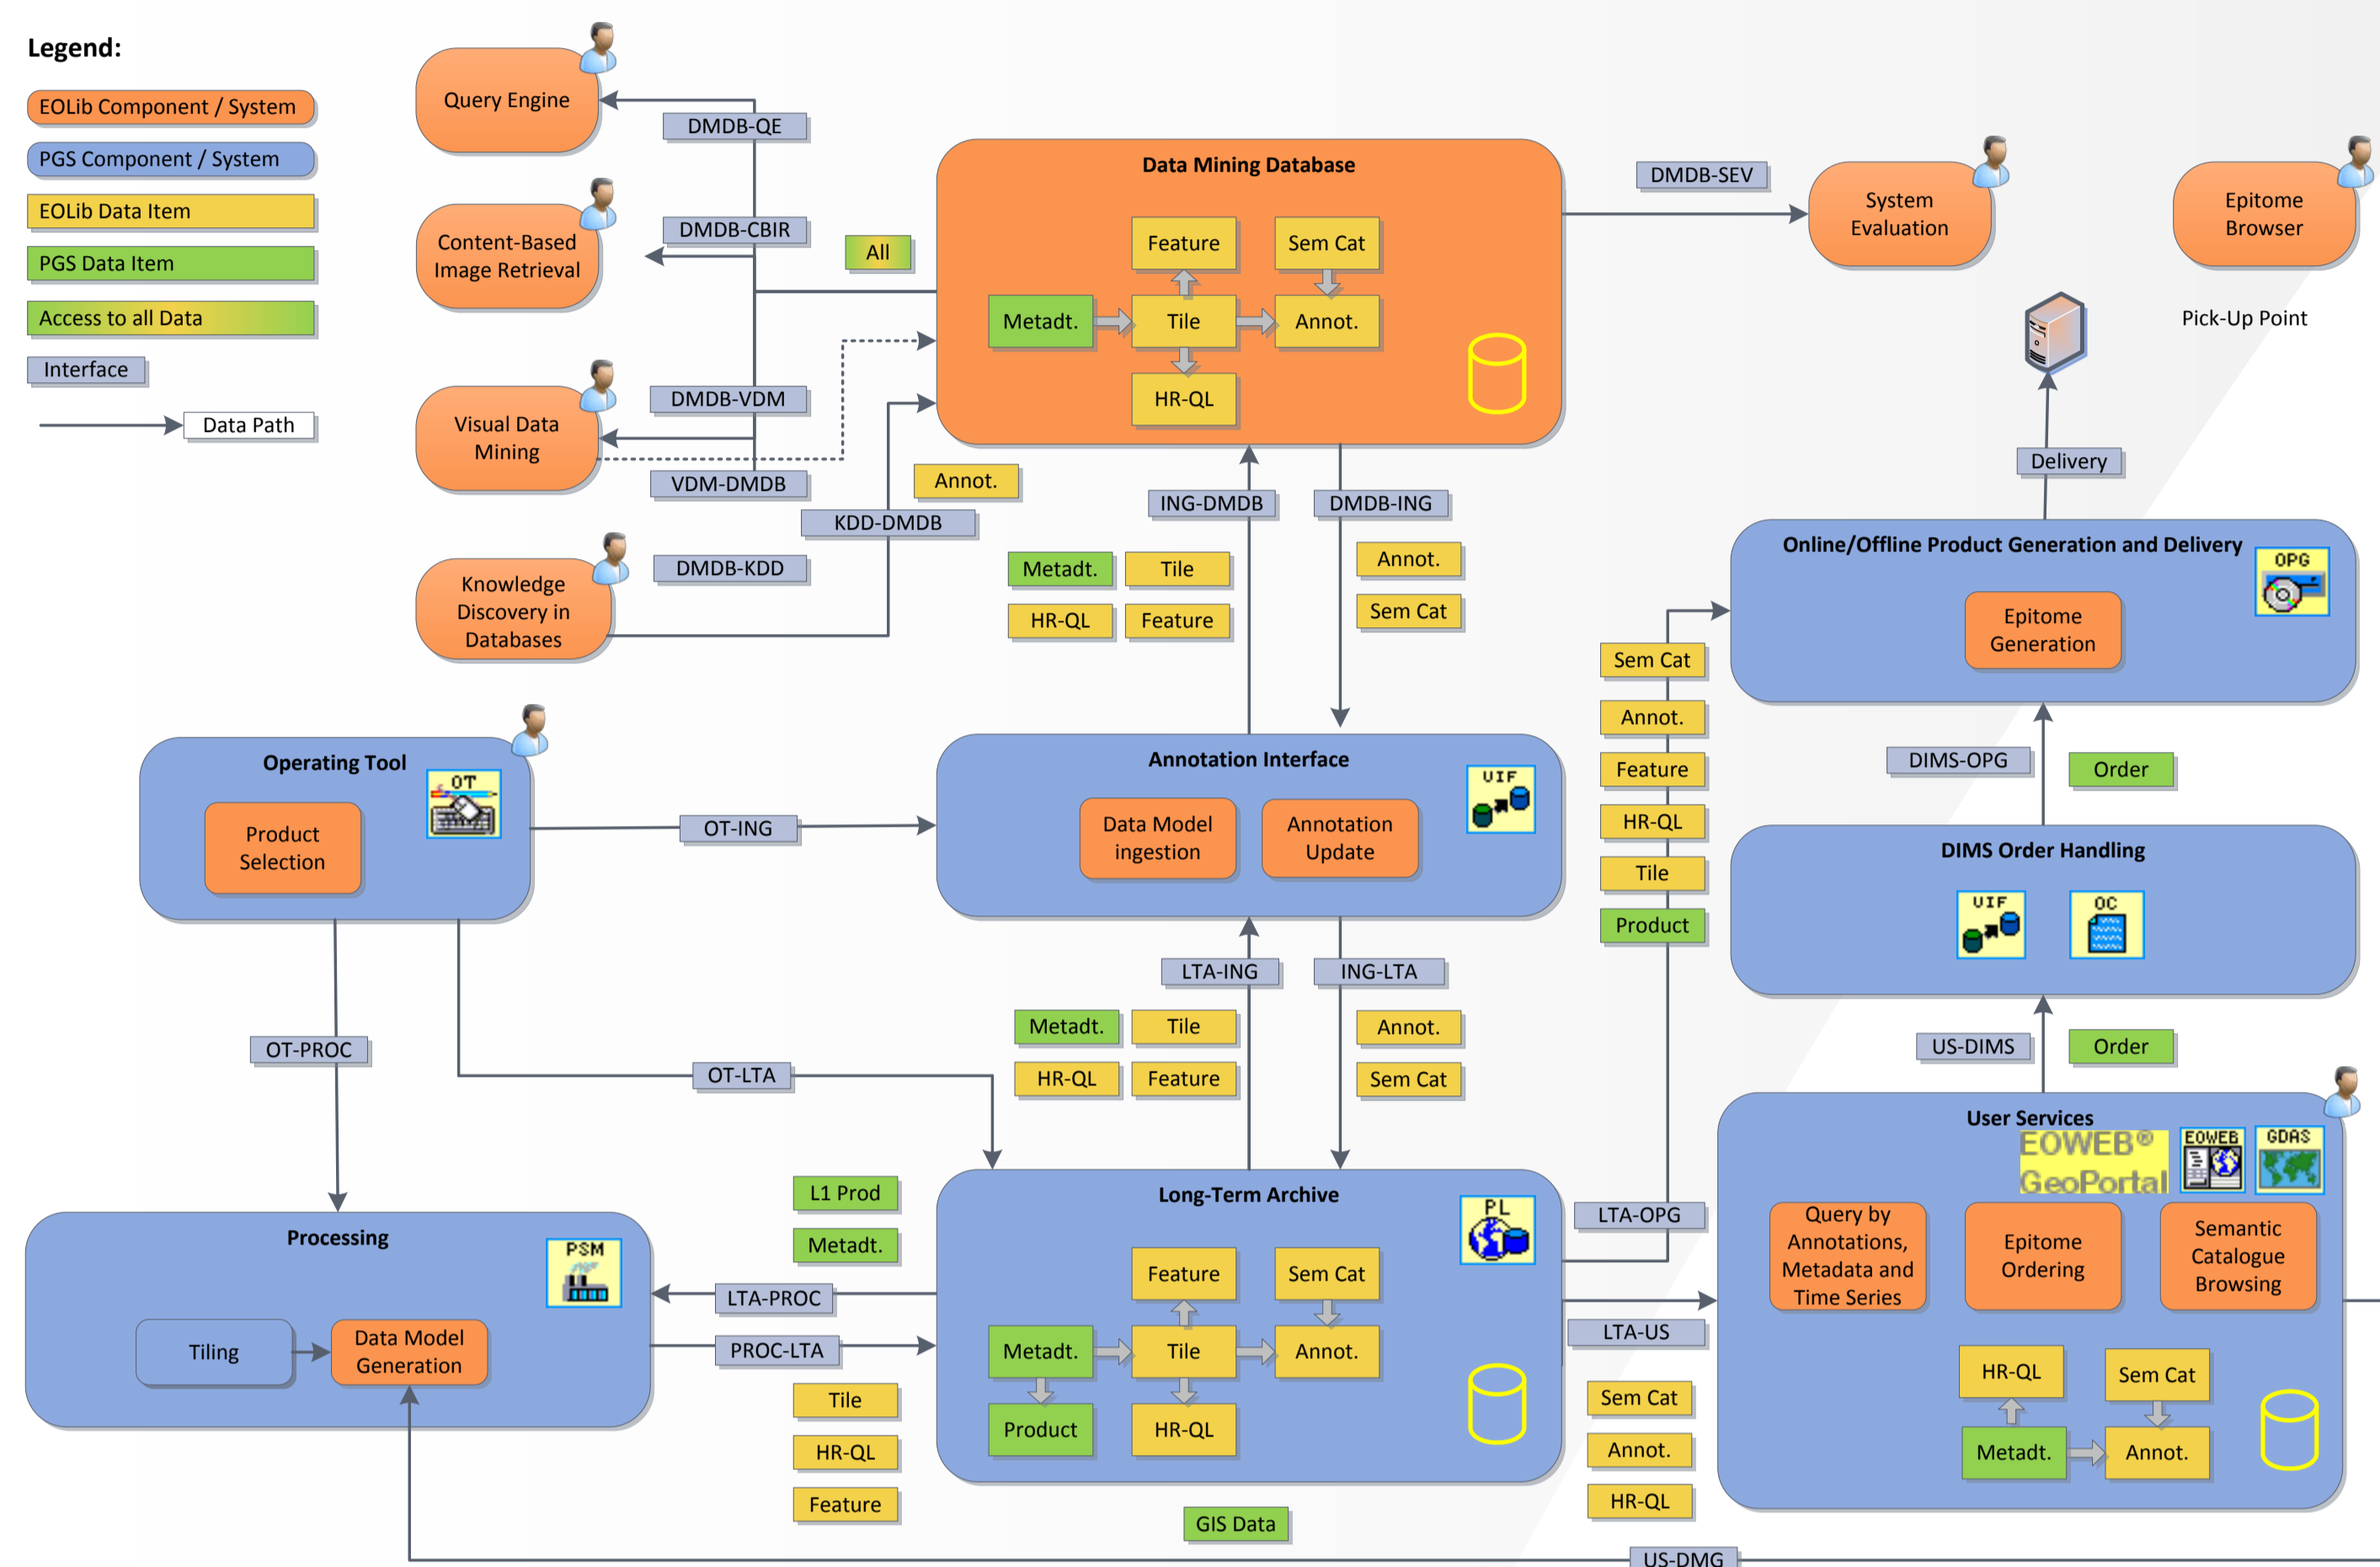 Legend:
EOLib Component / System
PGS Component / System
EOLib Data Item
PGS Data Item
Access to all Data
Interface
Data Path
Query Engine
DMDB-QE
Content-Based
Image Retrieval
DMDB-CBIR
All
Visual Data
Mining
DMDB-VDM
VDM-DMDB
Annot.
KDD-DMDB
DMDB-KDD
Knowledge
Discovery in
Databases
Data Mining Database
Feature
Sem Cat
Metadt.
Tile
Annot.
HR-QL
DMDB-SEV
System
Evaluation
Epitome
Browser
Pick-Up Point
Delivery
ING-DMDB
DMDB-ING
Metadt.
Tile
HR-QL
Feature
Annot.
Sem Cat
Online/Offline Product Generation and Delivery
OPG
Epitome
Generation
Sem Cat
Annot.
Feature
HR-QL
Tile
Product
DIMS-OPG
Order
Operating Tool
OT
Product
Selection
OT-ING
Annotation Interface
UIF
Data Model
ingestion
Annotation
Update
DIMS Order Handling
UIF
OC
LTA-ING
ING-LTA
Metadt.
Tile
HR-QL
Feature
Annot.
Sem Cat
OT-PROC
OT-LTA
US-DIMS
Order
L1 Prod
Metadt.
Processing
PSM
Tiling
Data Model
Generation
LTA-PROC
PROC-LTA
Tile
HR-QL
Feature
Long-Term Archive
PL
Feature
Sem Cat
Metadt.
Tile
Annot.
Product
HR-QL
LTA-OPG
LTA-US
Sem Cat
Annot.
HR-QL
User Services
EOWEB®
GeoPortal
EOWEB
GDAS
Query by
Annotations,
Metadata and
Time Series
Epitome
Ordering
Semantic
Catalogue
Browsing
HR-QL
Sem Cat
Metadt.
Annot.
GIS Data
US-DMG